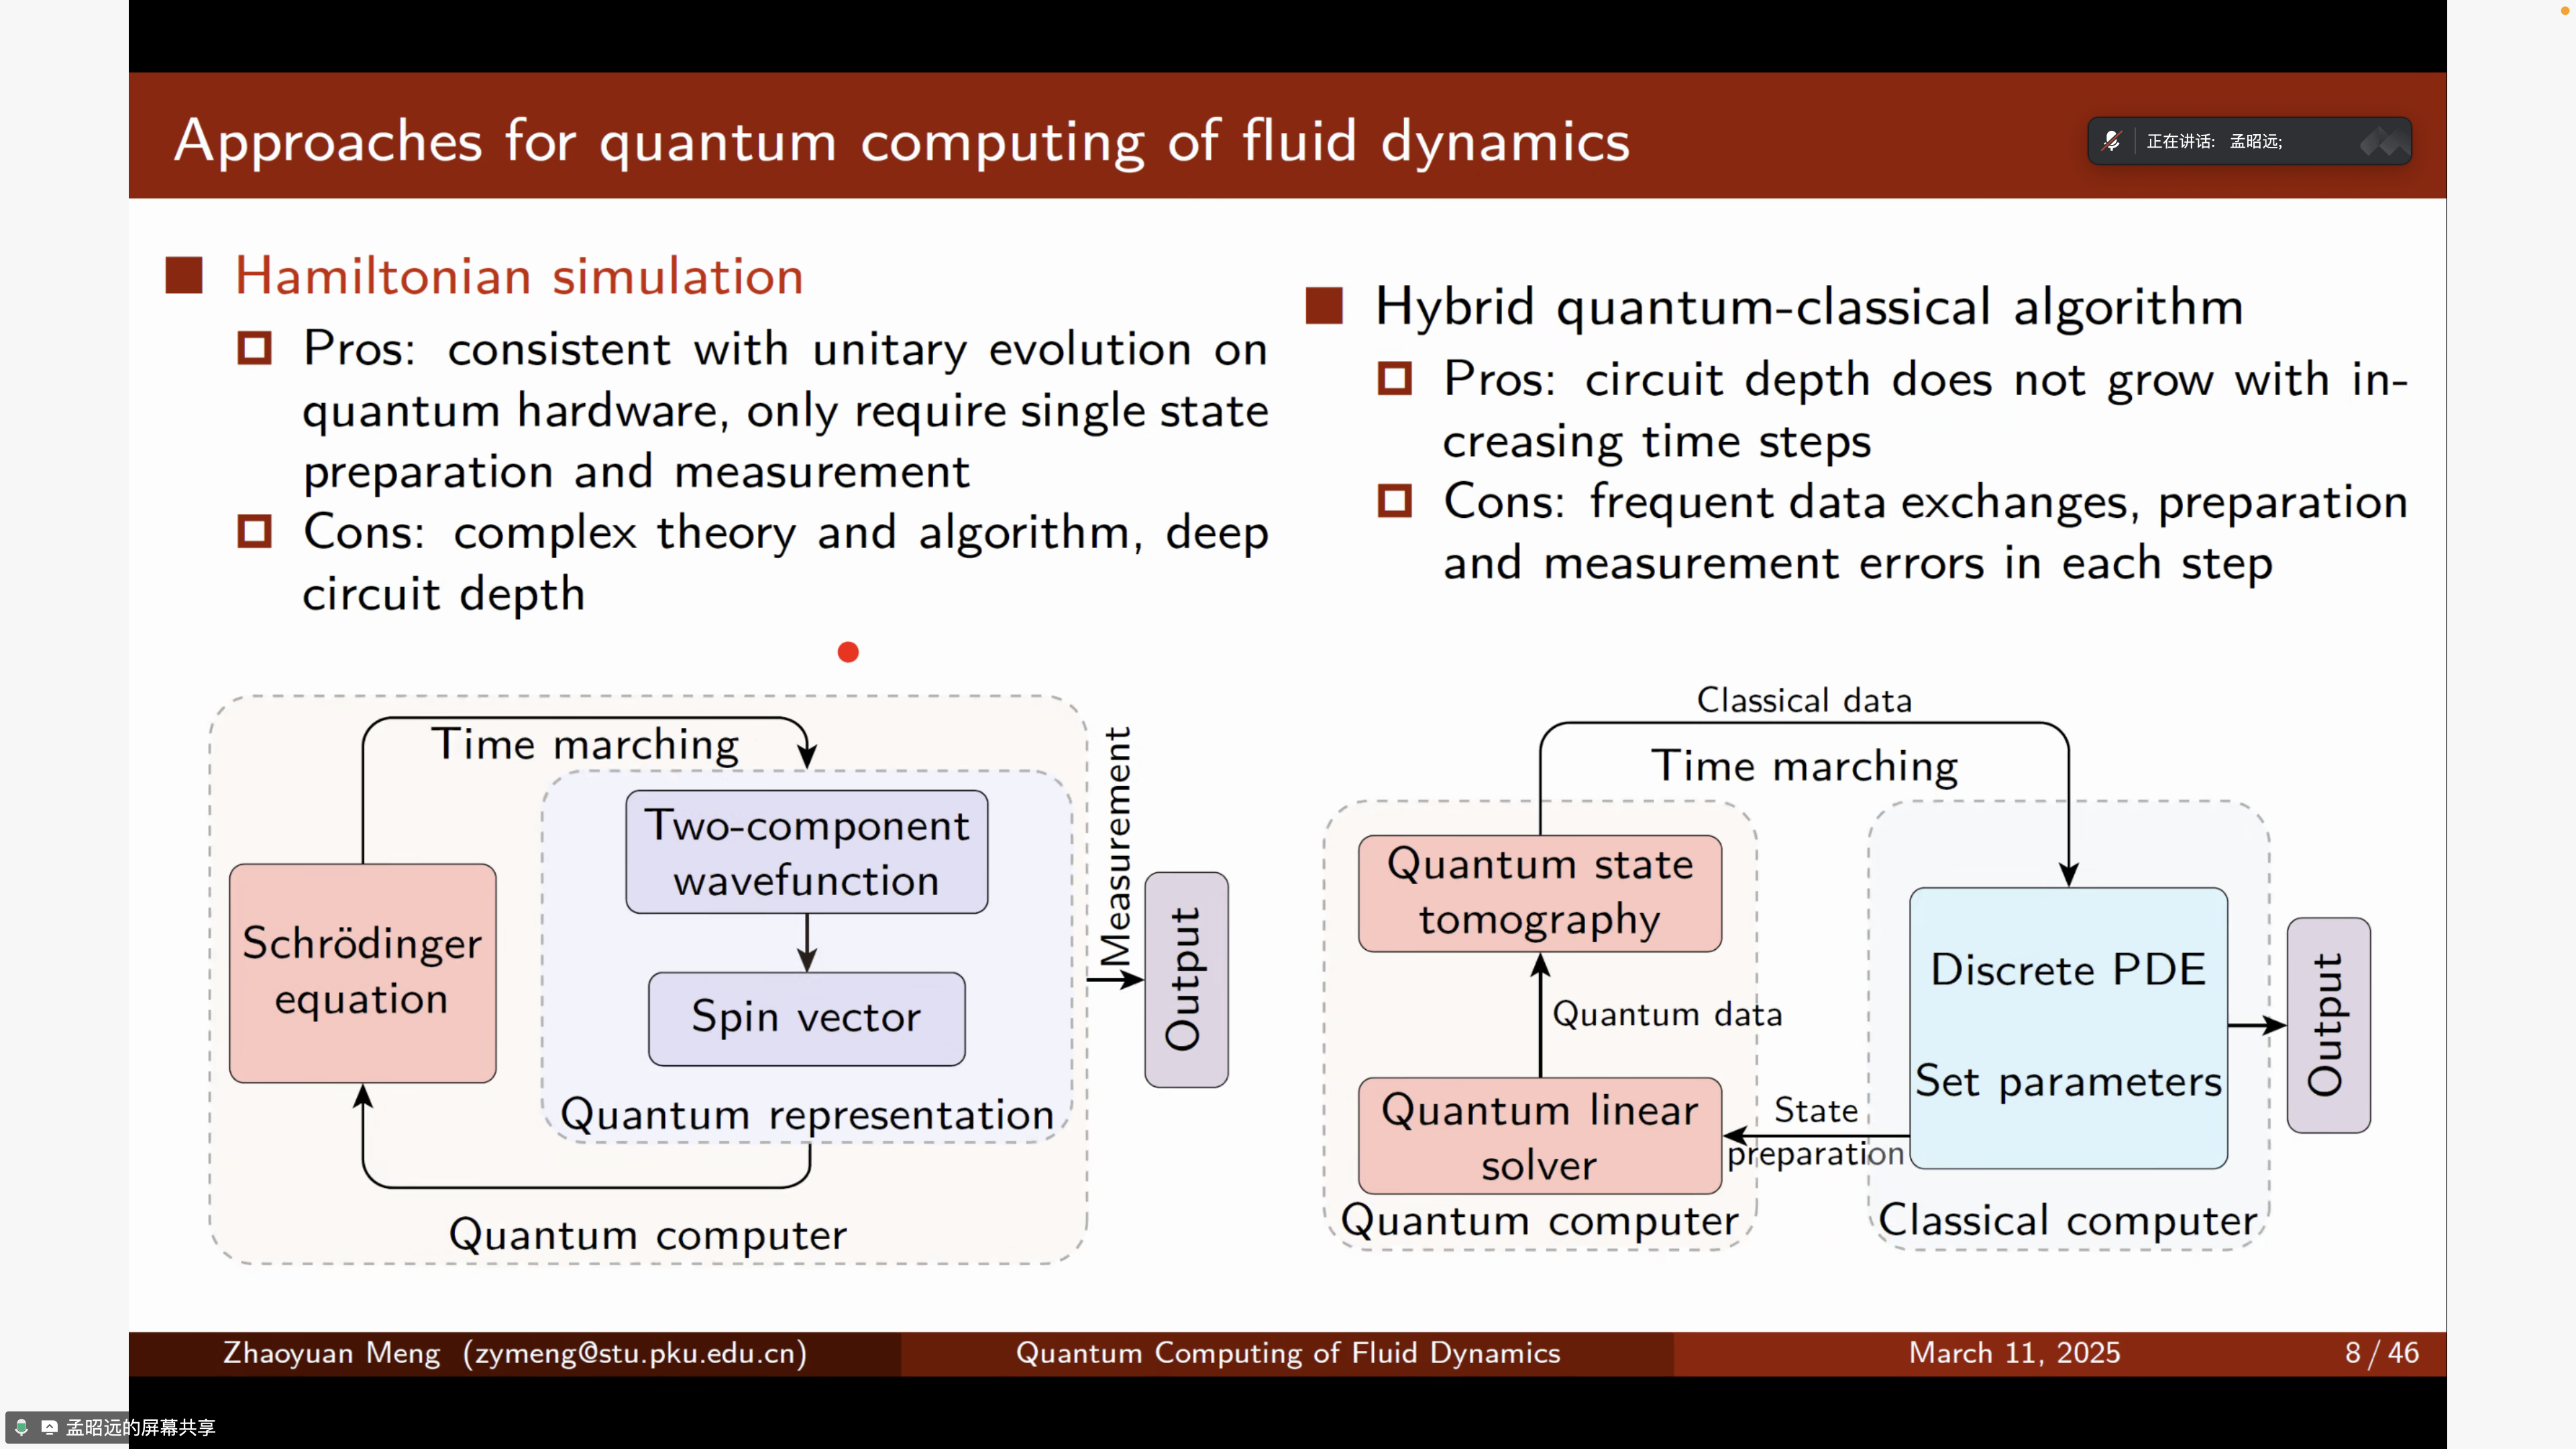 Approaches for quantum computing of fluid dynamics
正在讲话: 孟昭远;
Hamiltonian simulation
Pros: consistent with unitary evolution on
quantum hardware, only require single state
preparation and measurement
Cons: complex theory and algorithm, deep
circuit depth
Hybrid quantum-classical algorithm
Pros: circuit depth does not grow with in-
creasing time steps
Cons: frequent data exchanges, preparation
and measurement errors in each step
Time marching
Two-component
wavefunction
Schrödinger
equation
Spin vector
Quantum representation
Quantum computer
Measurement
Output
Classical data
Time marching
Quantum state
tomography
Quantum data
Quantum linear
solver
Quantum computer
State
preparation
Discrete PDE
Set parameters
Classical computer
Output
Zhaoyuan Meng (zymeng@stu.pku.edu.cn)
Quantum Computing of Fluid Dynamics
March 11, 2025
8 / 46
孟昭远的屏幕共享